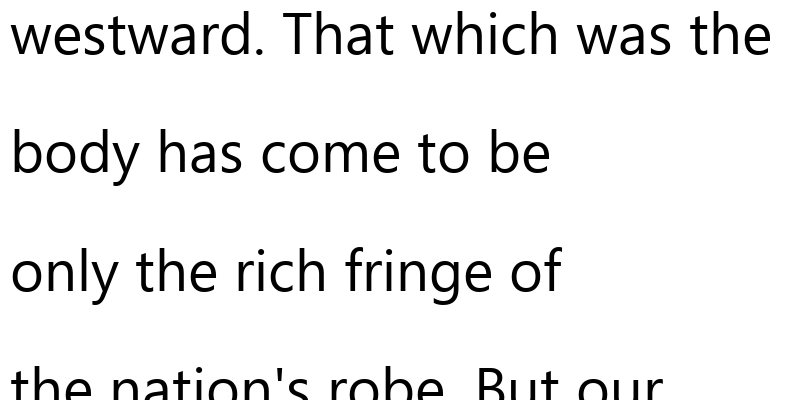 westward. That which was the
body has come to be
only the rich fringe of
the nation's robe. But our